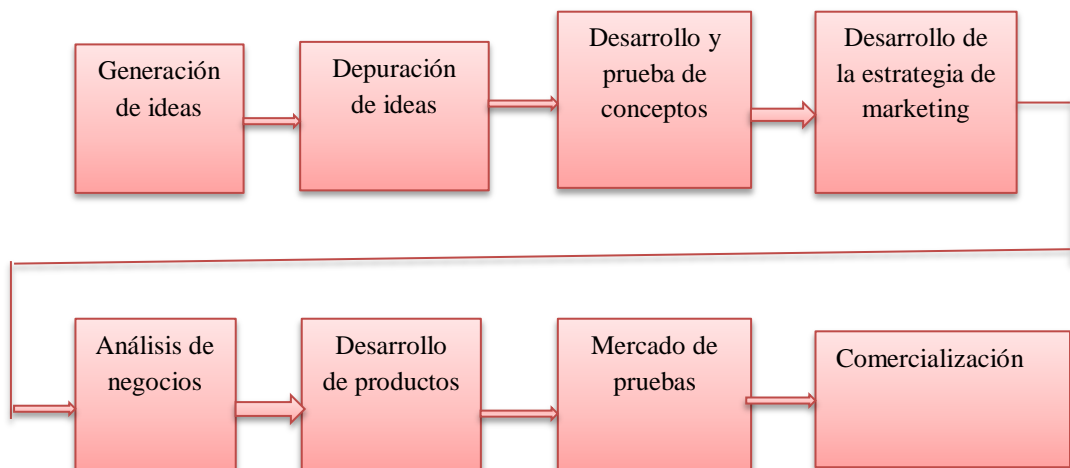 Generación
de ideas
Depuración
de ideas
Desarrollo y
prueba de
conceptos
Desarrollo de
la estrategia de
marketing
Análisis de
negocios
Desarrollo
de productos
Mercado de
pruebas
Comercialización